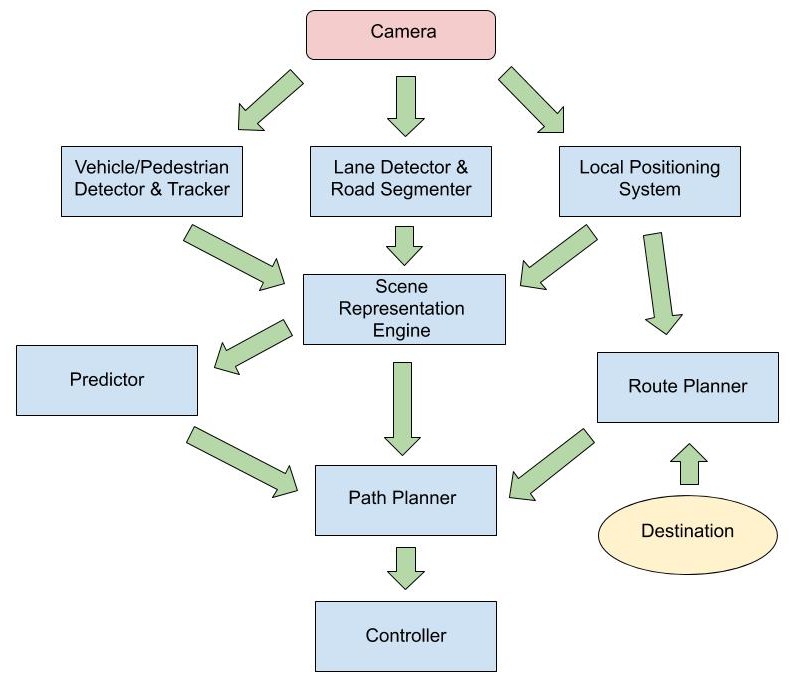 Camera
Vehicle/Pedestrian
Detector & Tracker
Lane Detector &
Road Segmenter
Local Positioning
System
Scene
Representation
Engine
Predictor
Route Planner
Path Planner
Destination
Controller